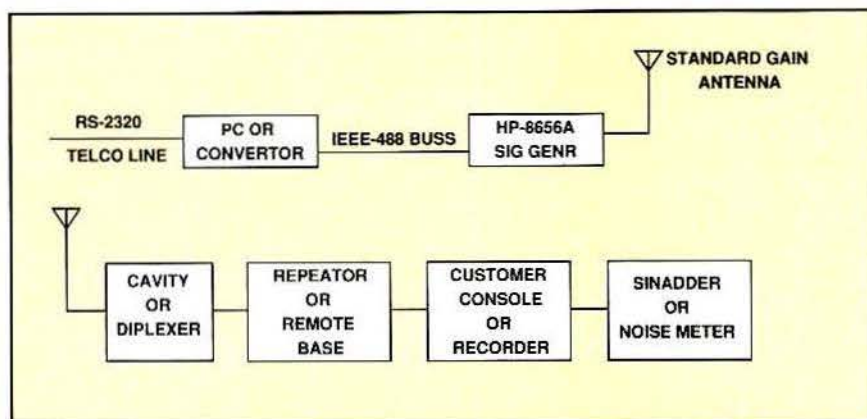 STANDARD GAIN
ANTENNA
RS-2320
TELCO LINE
PC OR
CONVERTOR
IEEE-488 BUSS
HP-8656A
SIG GENR
CAVITY
OR
DIPLEXER
REPEATOR
OR
REMOTE
BASE
CUSTOMER
CONSOLE
OR
RECORDER
SINADDER
OR
NOISE METER